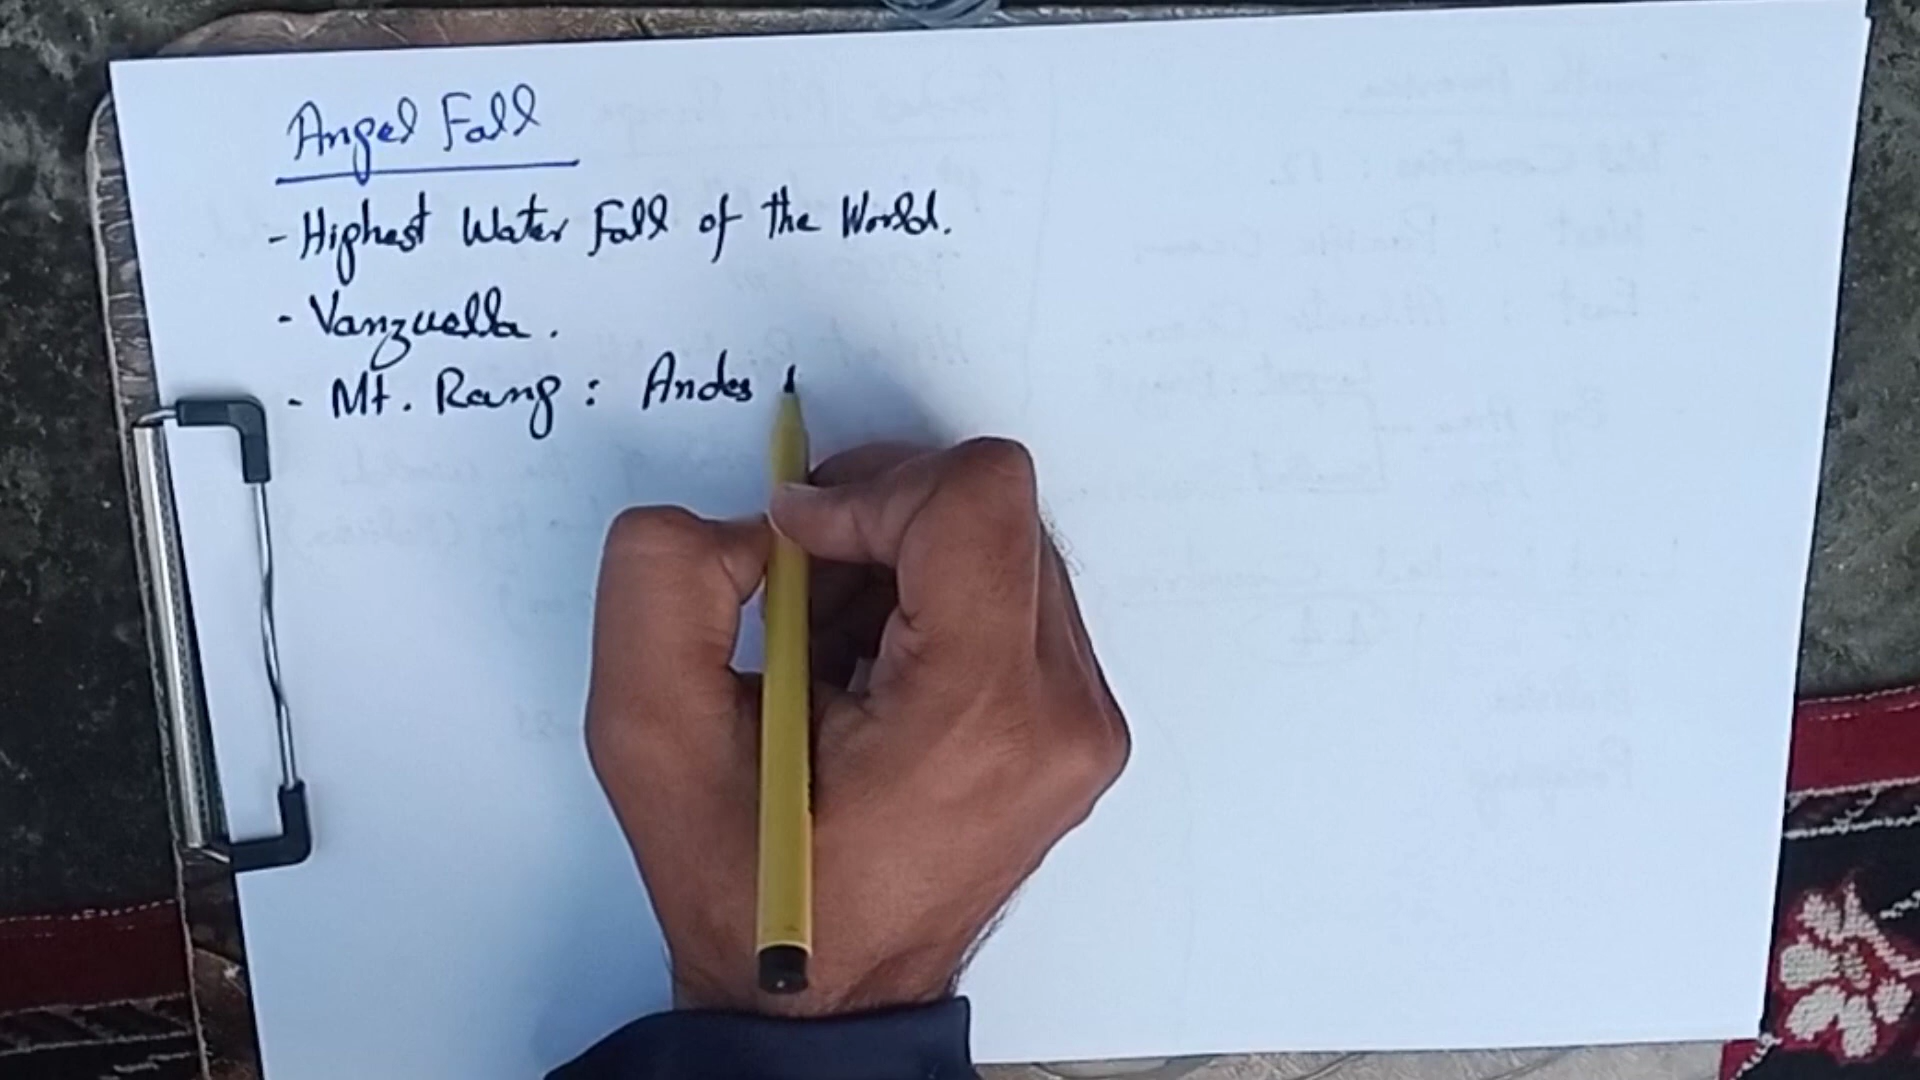 Angel Fall
- Highest Water Fall of the World.
- Vanzuella.
- Mt. Rang : Andes